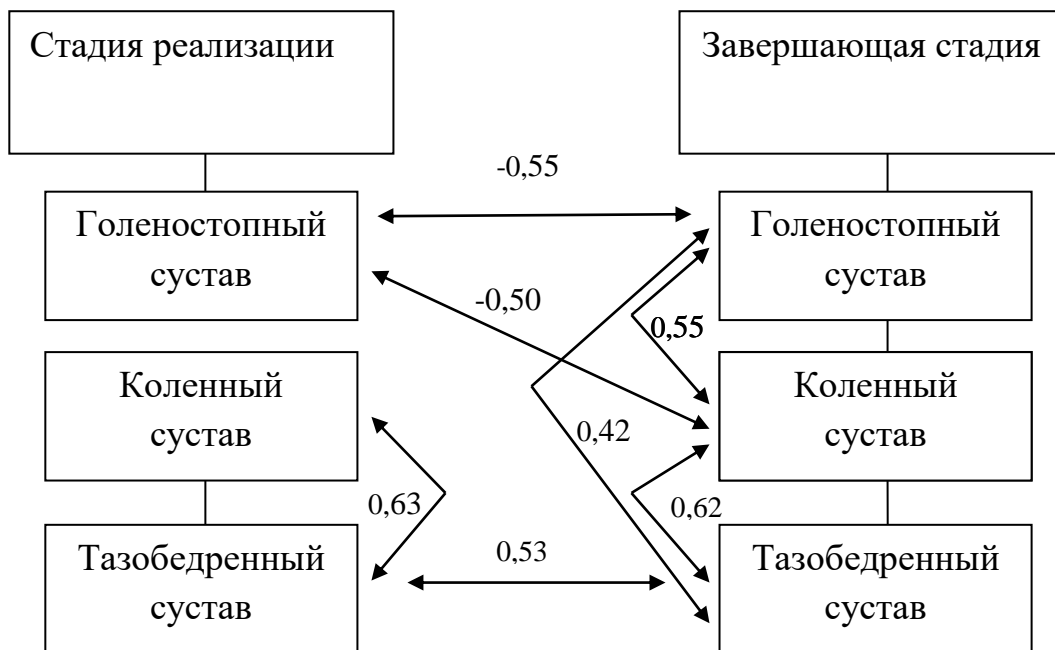 Стадия реализации
Завершающая стадия
-0,55
Голеностопный
сустав
Голеностопный
сустав
-0,50
0,55
Коленный
сустав
Коленный
сустав
0,42
0,63
0,62
Тазобедренный
сустав
0,53
Тазобедренный
сустав